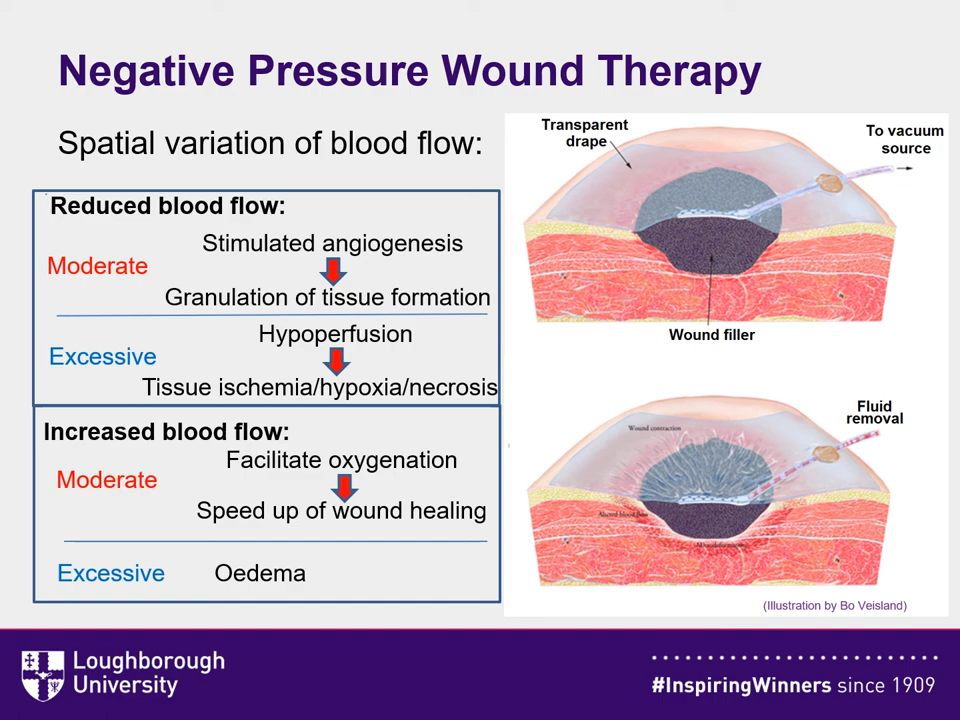 Negative Pressure Wound Therapy
Spatial variation of blood flow:
Reduced blood flow:
Stimulated angiogenesis
Moderate
Granulation of tissue formation
Hypoperfusion
Excessive
Tissue ischemia/hypoxia/necrosis
Increased blood flow:
Facilitate oxygenation
Moderate
Speed up of wound healing
Excessive
Oedema
Transparent
drape
To vacuum
source
Wound filler
Fluid
removal
Wound contraction
Altered blood flow
(Illustration by Bo Veisland)
Loughborough
University
#InspiringWinners since 1909